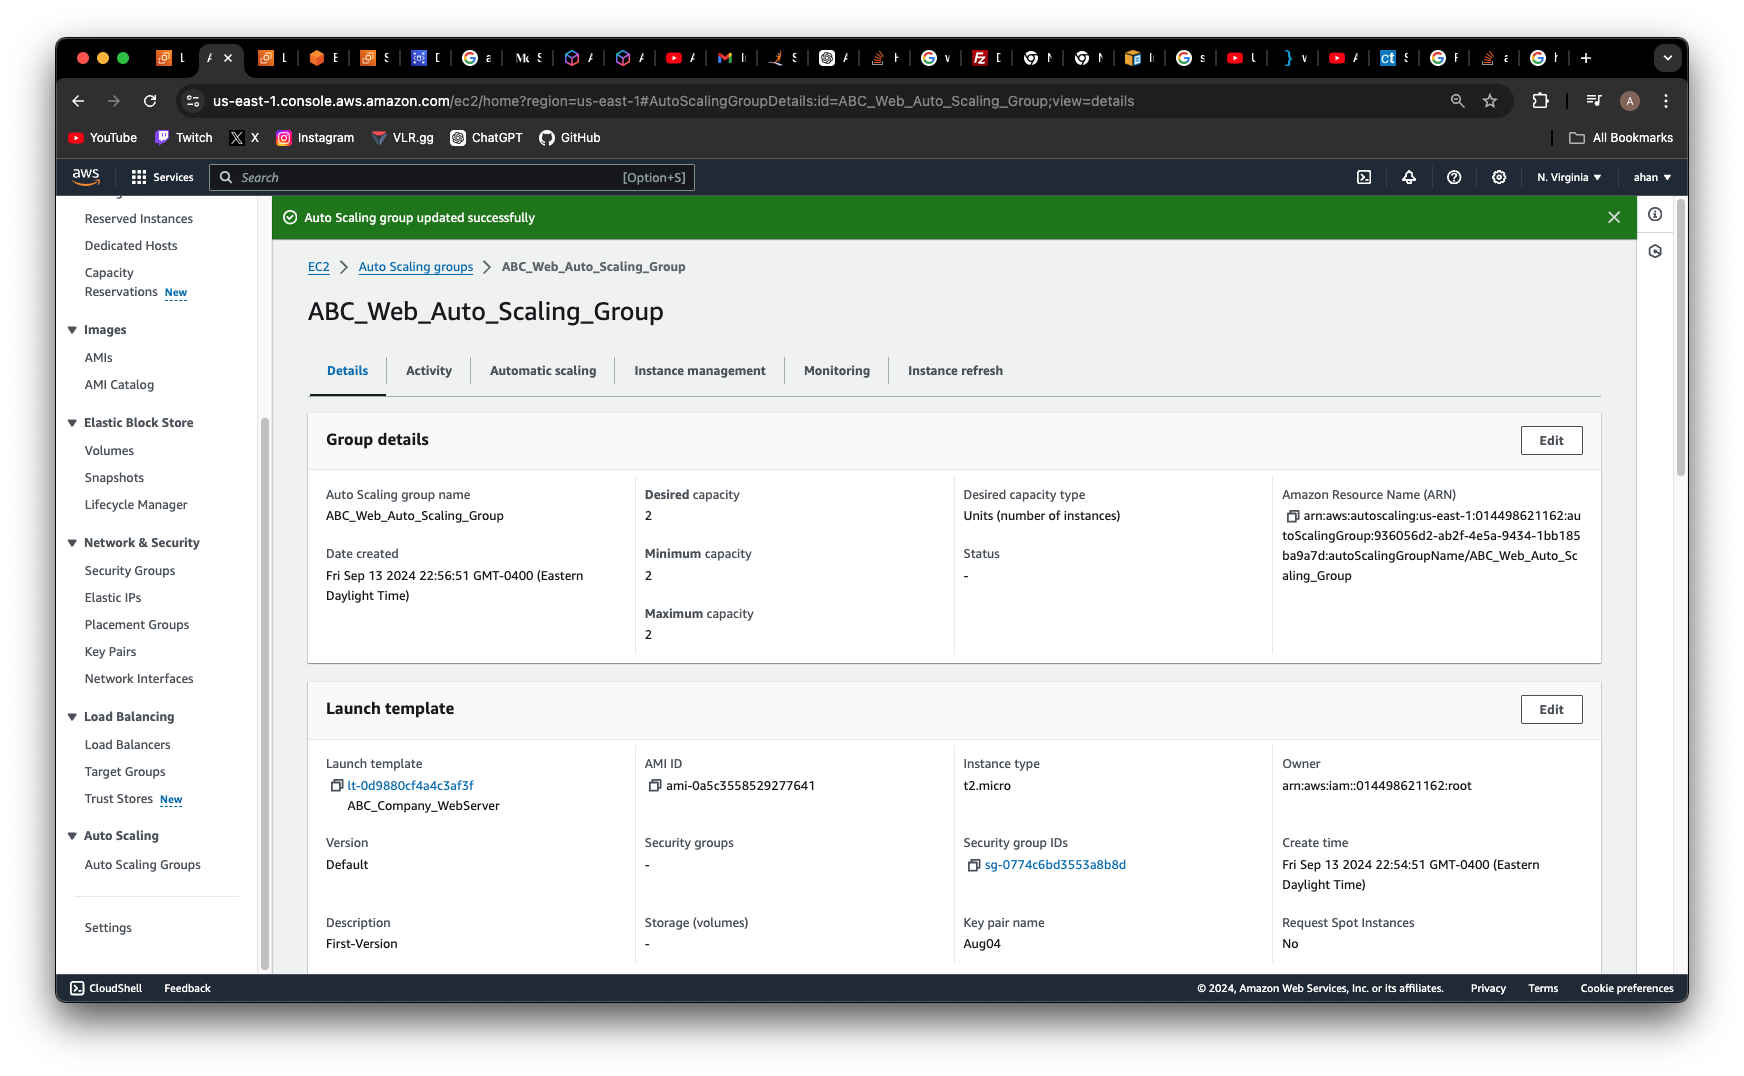 us-east-1.console.aws.amazon.com/ec2/home?region=us-east-1#AutoScalingGroupDetails:id=ABC_Web_Auto_Scaling_Group;view=details
A
YouTube Twitch X Instagram VLR.gg ChatGPT GitHub All Bookmarks
aws Services Search [Option+S] N. Virginia ahan
Reserved Instances
Dedicated Hosts
Capacity
Reservations New
Images
AMIs
AMI Catalog
Elastic Block Store
Volumes
Snapshots
Lifecycle Manager
Network & Security
Security Groups
Elastic IPs
Placement Groups
Key Pairs
Network Interfaces
Load Balancing
Load Balancers
Target Groups
Trust Stores New
Auto Scaling
Auto Scaling Groups
Settings
Auto Scaling group updated successfully
EC2 Auto Scaling groups ABC_Web_Auto_Scaling_Group
ABC_Web_Auto_Scaling_Group
Details Activity Automatic scaling Instance management Monitoring Instance refresh
Group details Edit
Auto Scaling group name
ABC_Web_Auto_Scaling_Group
Date created
Fri Sep 13 2024 22:56:51 GMT-0400 (Eastern
Daylight Time)
Desired capacity
2
Minimum capacity
2
Maximum capacity
2
Desired capacity type
Units (number of instances)
Status
-
Amazon Resource Name (ARN)
arn:aws:autoscaling:us-east-1:014498621162:au
toScalingGroup:936056d2-ab2f-4e5a-9434-1bb185
ba9a7d:autoScalingGroupName/ABC_Web_Auto_Sc
aling_Group
Launch template Edit
Launch template
lt-0d9880cf4a4c3af3f
ABC_Company_WebServer
AMI ID
ami-0a5c3558529277641
Instance type
t2.micro
Owner
arn:aws:iam::014498621162:root
Version
Default
Security groups
-
Security group IDs
sg-0774c6bd3553a8b8d
Create time
Fri Sep 13 2024 22:54:51 GMT-0400 (Eastern
Daylight Time)
Description
First-Version
Storage (volumes)
-
Key pair name
Aug04
Request Spot Instances
No
CloudShell Feedback © 2024, Amazon Web Services, Inc. or its affiliates. Privacy Terms Cookie preferences